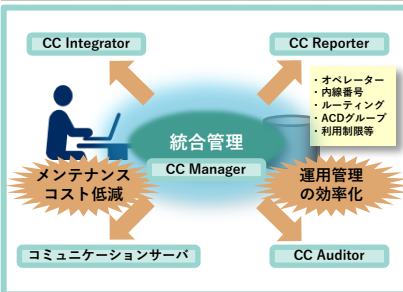 CC Integrator
CC Reporter
・オペレーター
・内線番号
・ルーティング
・ACDグループ
・利用制限等
統合管理
CC Manager
メンテナンス
コスト低減
運用管理
の効率化
コミュニケーションサーバ
CC Auditor